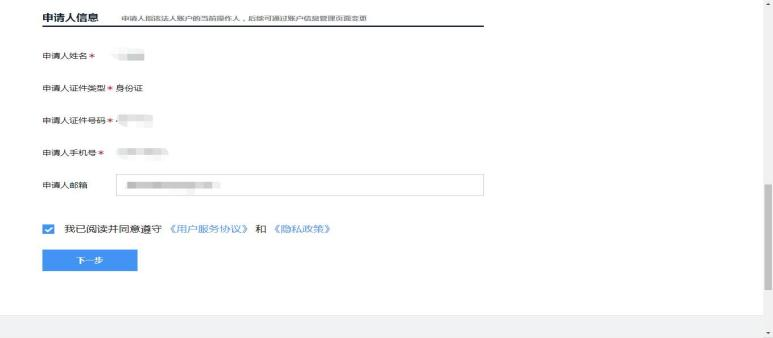 申请人信息 申请人指该法人账户的当前操作人，后续可通过账户信息管理页面变更
申请人姓名*
申请人证件类型* 身份证
申请人证件号码*
申请人手机号*
申请人邮箱
我已阅读并同意遵守《用户服务协议》和《隐私政策》
下一步